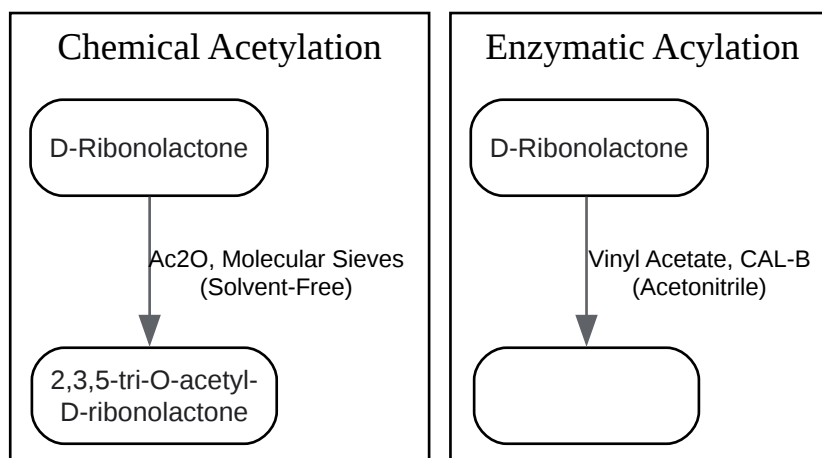 Chemical Acetylation
D-Ribonolactone
Ac2O, Molecular Sieves
(Solvent-Free)
2,3,5-tri-O-acetyl-
D-ribonolactone
Enzymatic Acylation
D-Ribonolactone
Vinyl Acetate, CAL-B
(Acetonitrile)